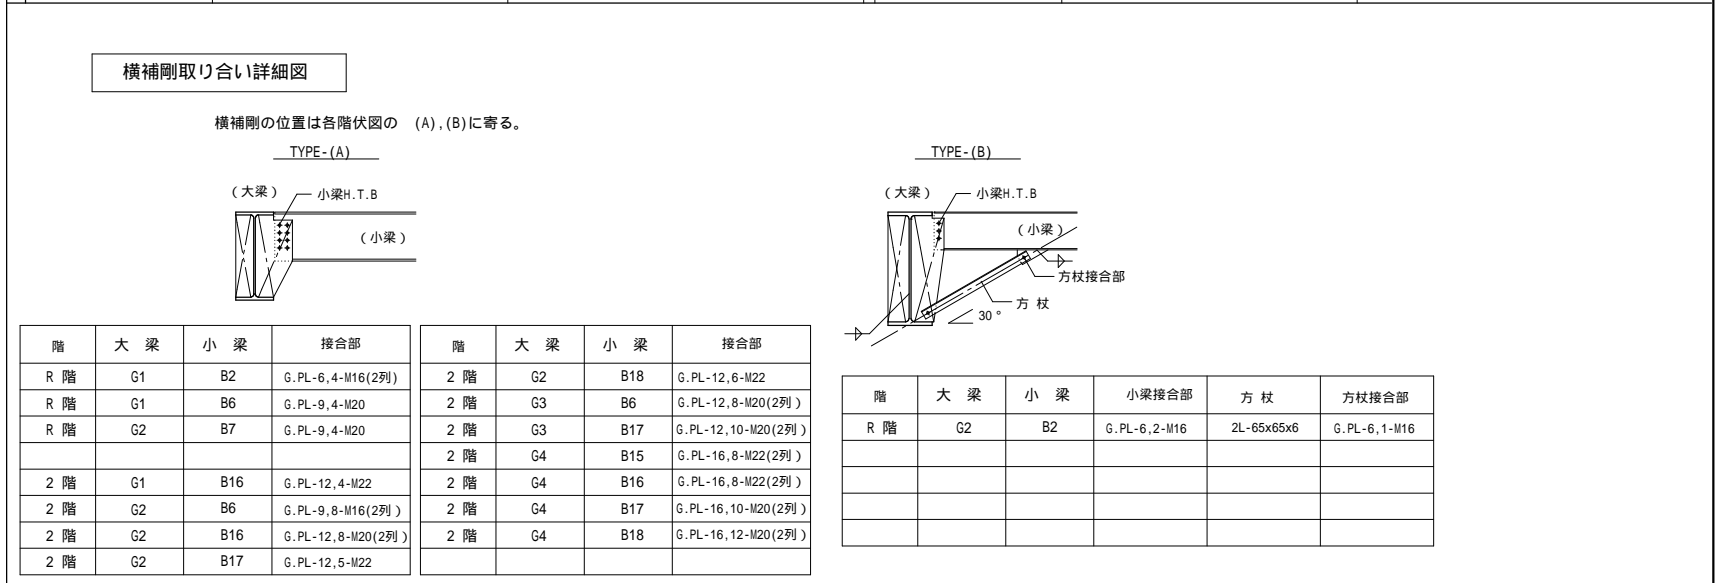 横補剛取り合い詳細図
横補剛の位置は各階伏図の (A),(B)に寄る。
TYPE-(A)
(大梁) 小梁H.T.B
(小梁)
階 大 梁 小 梁 接合部
R 階 G1 B2 G.PL-6,4-M16(2列)
R 階 G1 B6 G.PL-9,4-M20
R 階 G2 B7 G.PL-9,4-M20
2 階 G1 B16 G.PL-12,4-M22
2 階 G2 B6 G.PL-9,8-M16(2列)
2 階 G2 B16 G.PL-12,8-M20(2列)
2 階 G2 B17 G.PL-12,5-M22
階 大 梁 小 梁 接合部
2 階 G2 B18 G.PL-12,6-M22
2 階 G3 B6 G.PL-12,8-M20(2列)
2 階 G3 B17 G.PL-12,10-M20(2列)
2 階 G4 B15 G.PL-16,8-M22(2列)
2 階 G4 B16 G.PL-16,8-M22(2列)
2 階 G4 B17 G.PL-16,10-M20(2列)
2 階 G4 B18 G.PL-16,12-M20(2列)
TYPE-(B)
(大梁) 小梁H.T.B
(小梁)
方杖接合部
方 杖
30°
階 大 梁 小 梁 小梁接合部 方 杖 方杖接合部
R 階 G2 B2 G.PL-6,2-M16 2L-65x65x6 G.PL-6,1-M16